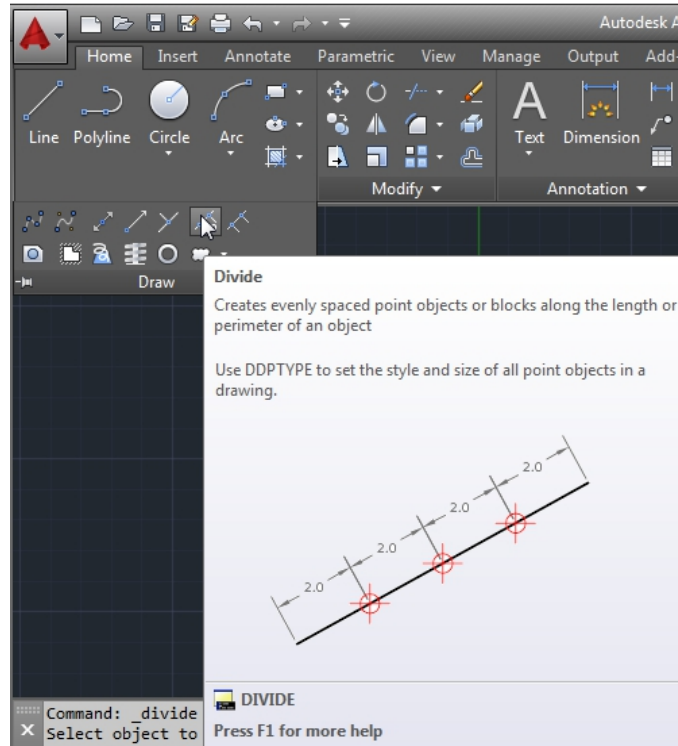 Autodesk A
Home Insert Annotate Parametric View Manage Output Add-
Line Polyline Circle Arc Text Dimension
Modify Annotation
Draw
Divide
Creates evenly spaced point objects or blocks along the length or
perimeter of an object
Use DDPTYPE to set the style and size of all point objects in a
drawing.
2.0
2.0
2.0
2.0
DIVIDE
Press F1 for more help
Command: _divide
Select object to